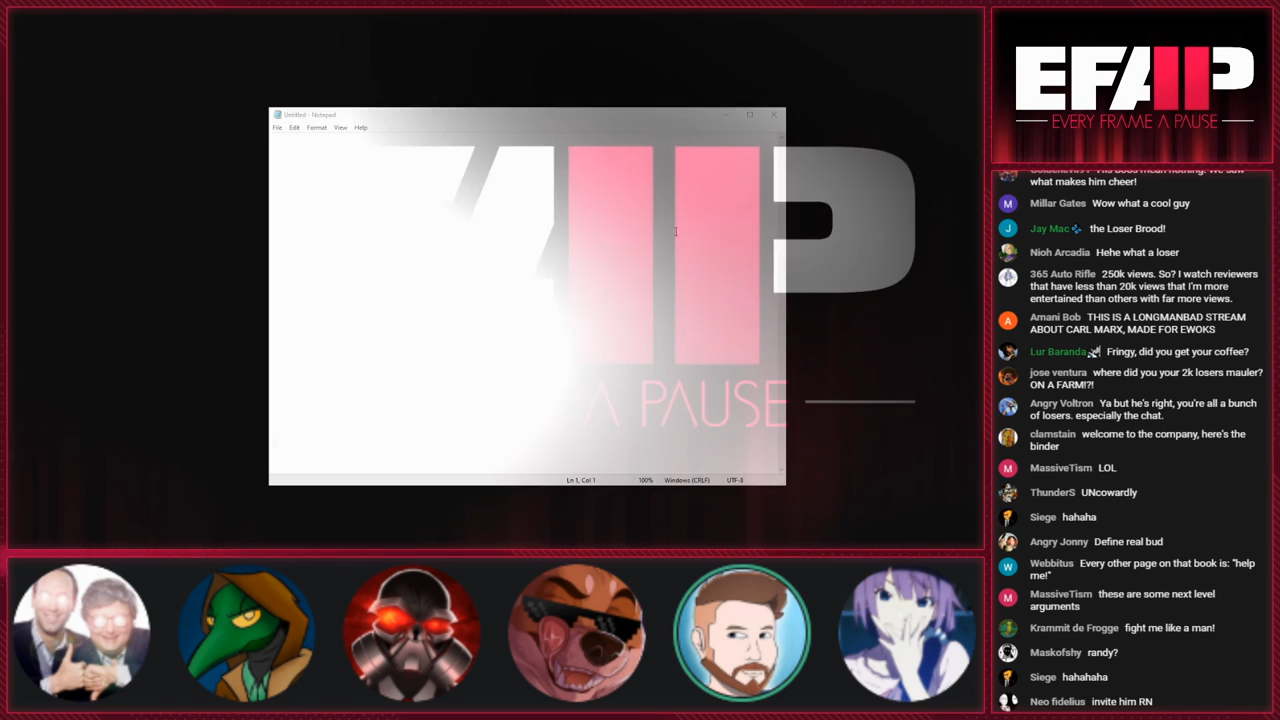 Untitled - Notepad
File Edit Format View Help
A PAUSE
Ln 1, Col 1 100% Windows (CRLF) UTF-8
EFAP
EVERY FRAME A PAUSE
what makes him cheer!
M Millar Gates Wow what a cool guy
J Jay Mac the Loser Brood!
Nioh Arcadia Hehe what a loser
365 Auto Rifle 250k views. So? I watch reviewers
that have less than 20k views that I'm more
entertained than others with far more views.
A Amani Bob THIS IS A LONGMANBAD STREAM
ABOUT CARL MARX, MADE FOR EWOKS
Lur Baranda Fringy, did you get your coffee?
jose ventura where did you your 2k losers mauler?
ON A FARM!?!
Angry Voltron Ya but he's right, you're all a bunch
of losers. especially the chat.
clamstain welcome to the company, here's the
binder
M MassiveTism LOL
ThunderS UNcowardly
Siege hahaha
Angry Jonny Define real bud
W Webbitus Every other page on that book is: "help
me!"
M MassiveTism these are some next level
arguments
Krammit de Frogge fight me like a man!
Maskofshy randy?
Siege hahahaha
Neo fidelius invite him RN